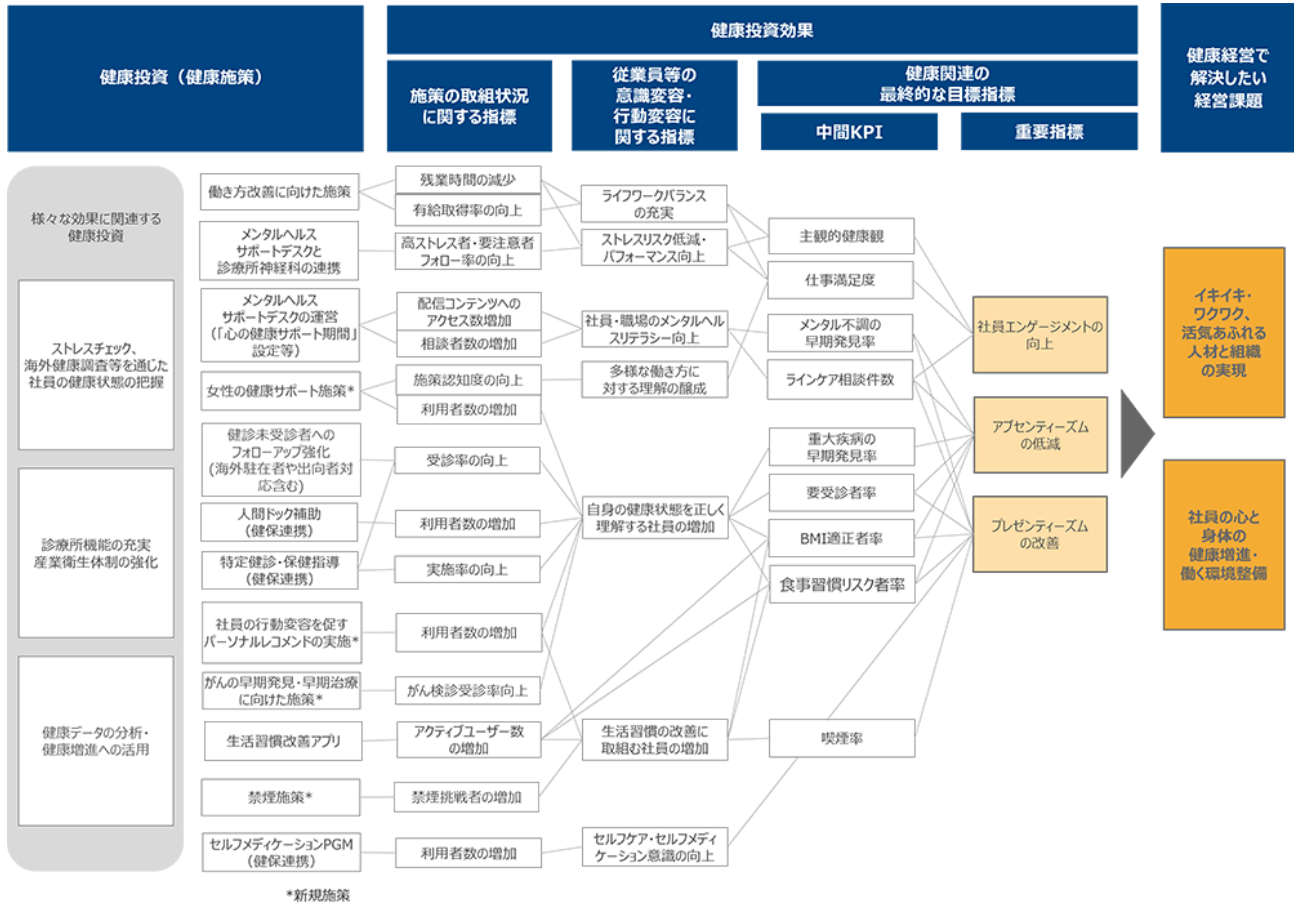 健康投資（健康施策）
健康投資効果
施策の取組状況
に関する指標
従業員等の
意識変容・
行動変容に
関する指標
健康関連の
最終的な目標指標
中間KPI
重要指標
健康経営で
解決したい
経営課題
様々な効果に関連する
健康投資
ストレスチェック、
海外健康調査等を通じた
社員の健康状態の把握
診療所機能の充実
産業衛生体制の強化
健康データの分析・
健康増進への活用
働き方改善に向けた施策
メンタルヘルス
サポートデスクと
診療所神経科の連携
メンタルヘルス
サポートデスクの運営
(「心の健康サポート期間」
設定等)
女性の健康サポート施策*
健診未受診者への
フォローアップ強化
(海外駐在者や出向者対
応含む)
人間ドック補助
(健保連携)
特定健診・保健指導
(健保連携)
社員の行動変容を促す
パーソナルレコメンドの実施*
がんの早期発見・早期治療
に向けた施策*
生活習慣改善アプリ
禁煙施策*
セルフメディケーションPGM
(健保連携)
*新規施策
残業時間の減少
有給取得率の向上
高ストレス者・要注意者
フォロー率の向上
配信コンテンツへの
アクセス数増加
相談者数の増加
施策認知度の向上
利用者数の増加
受診率の向上
利用者数の増加
実施率の向上
利用者数の増加
がん検診受診率向上
アクティブユーザー数
の増加
禁煙挑戦者の増加
利用者数の増加
ライフワークバランス
の充実
ストレスリスク低減・
パフォーマンス向上
社員・職場のメンタルヘル
スリテラシー向上
多様な働き方に
対する理解の醸成
自身の健康状態を正しく
理解する社員の増加
生活習慣の改善に
取組む社員の増加
セルフケア・セルフメディ
ケーション意識の向上
主観的健康観
仕事満足度
メンタル不調の
早期発見率
ラインケア相談件数
重大疾病の
早期発見率
要受診者率
BMI適正者率
食事習慣リスク者率
喫煙率
社員エンゲージメントの
向上
アブセンティーズム
の低減
プレゼンティーズム
の改善
イキイキ・
ワクワク、
活気あふれる
人材と組織
の実現
社員の心と
身体の
健康増進・
働く環境整備